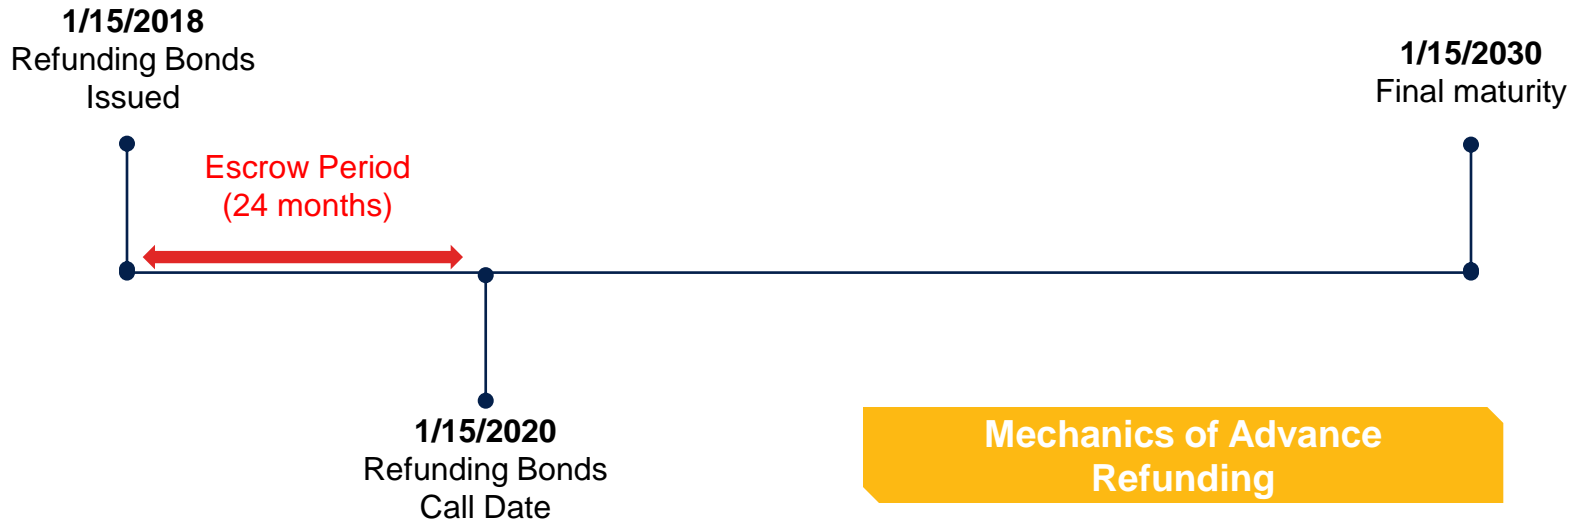 1/15/2018
Refunding Bonds
Issued
1/15/2030
Final maturity
Escrow Period
(24 months)
1/15/2020
Refunding Bonds
Call Date
Mechanics of Advance
Refunding